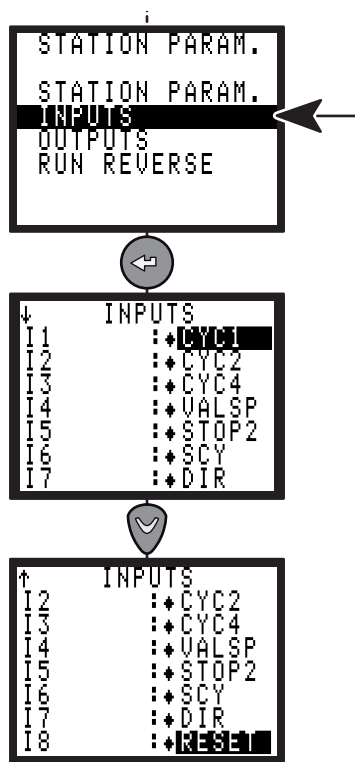 STATION PARAM.
STATION PARAM.
INPUTS
OUTPUTS
RUN REVERSE
↓ INPUTS
I1 :♦CYC1
I2 :♦CYC2
I3 :♦CYC4
I4 :♦VALSP
I5 :♦STOP2
I6 :♦SCY
I7 :♦DIR
↑ INPUTS
I2 :♦CYC2
I3 :♦CYC4
I4 :♦VALSP
I5 :♦STOP2
I6 :♦SCY
I7 :♦DIR
I8 :♦RESET